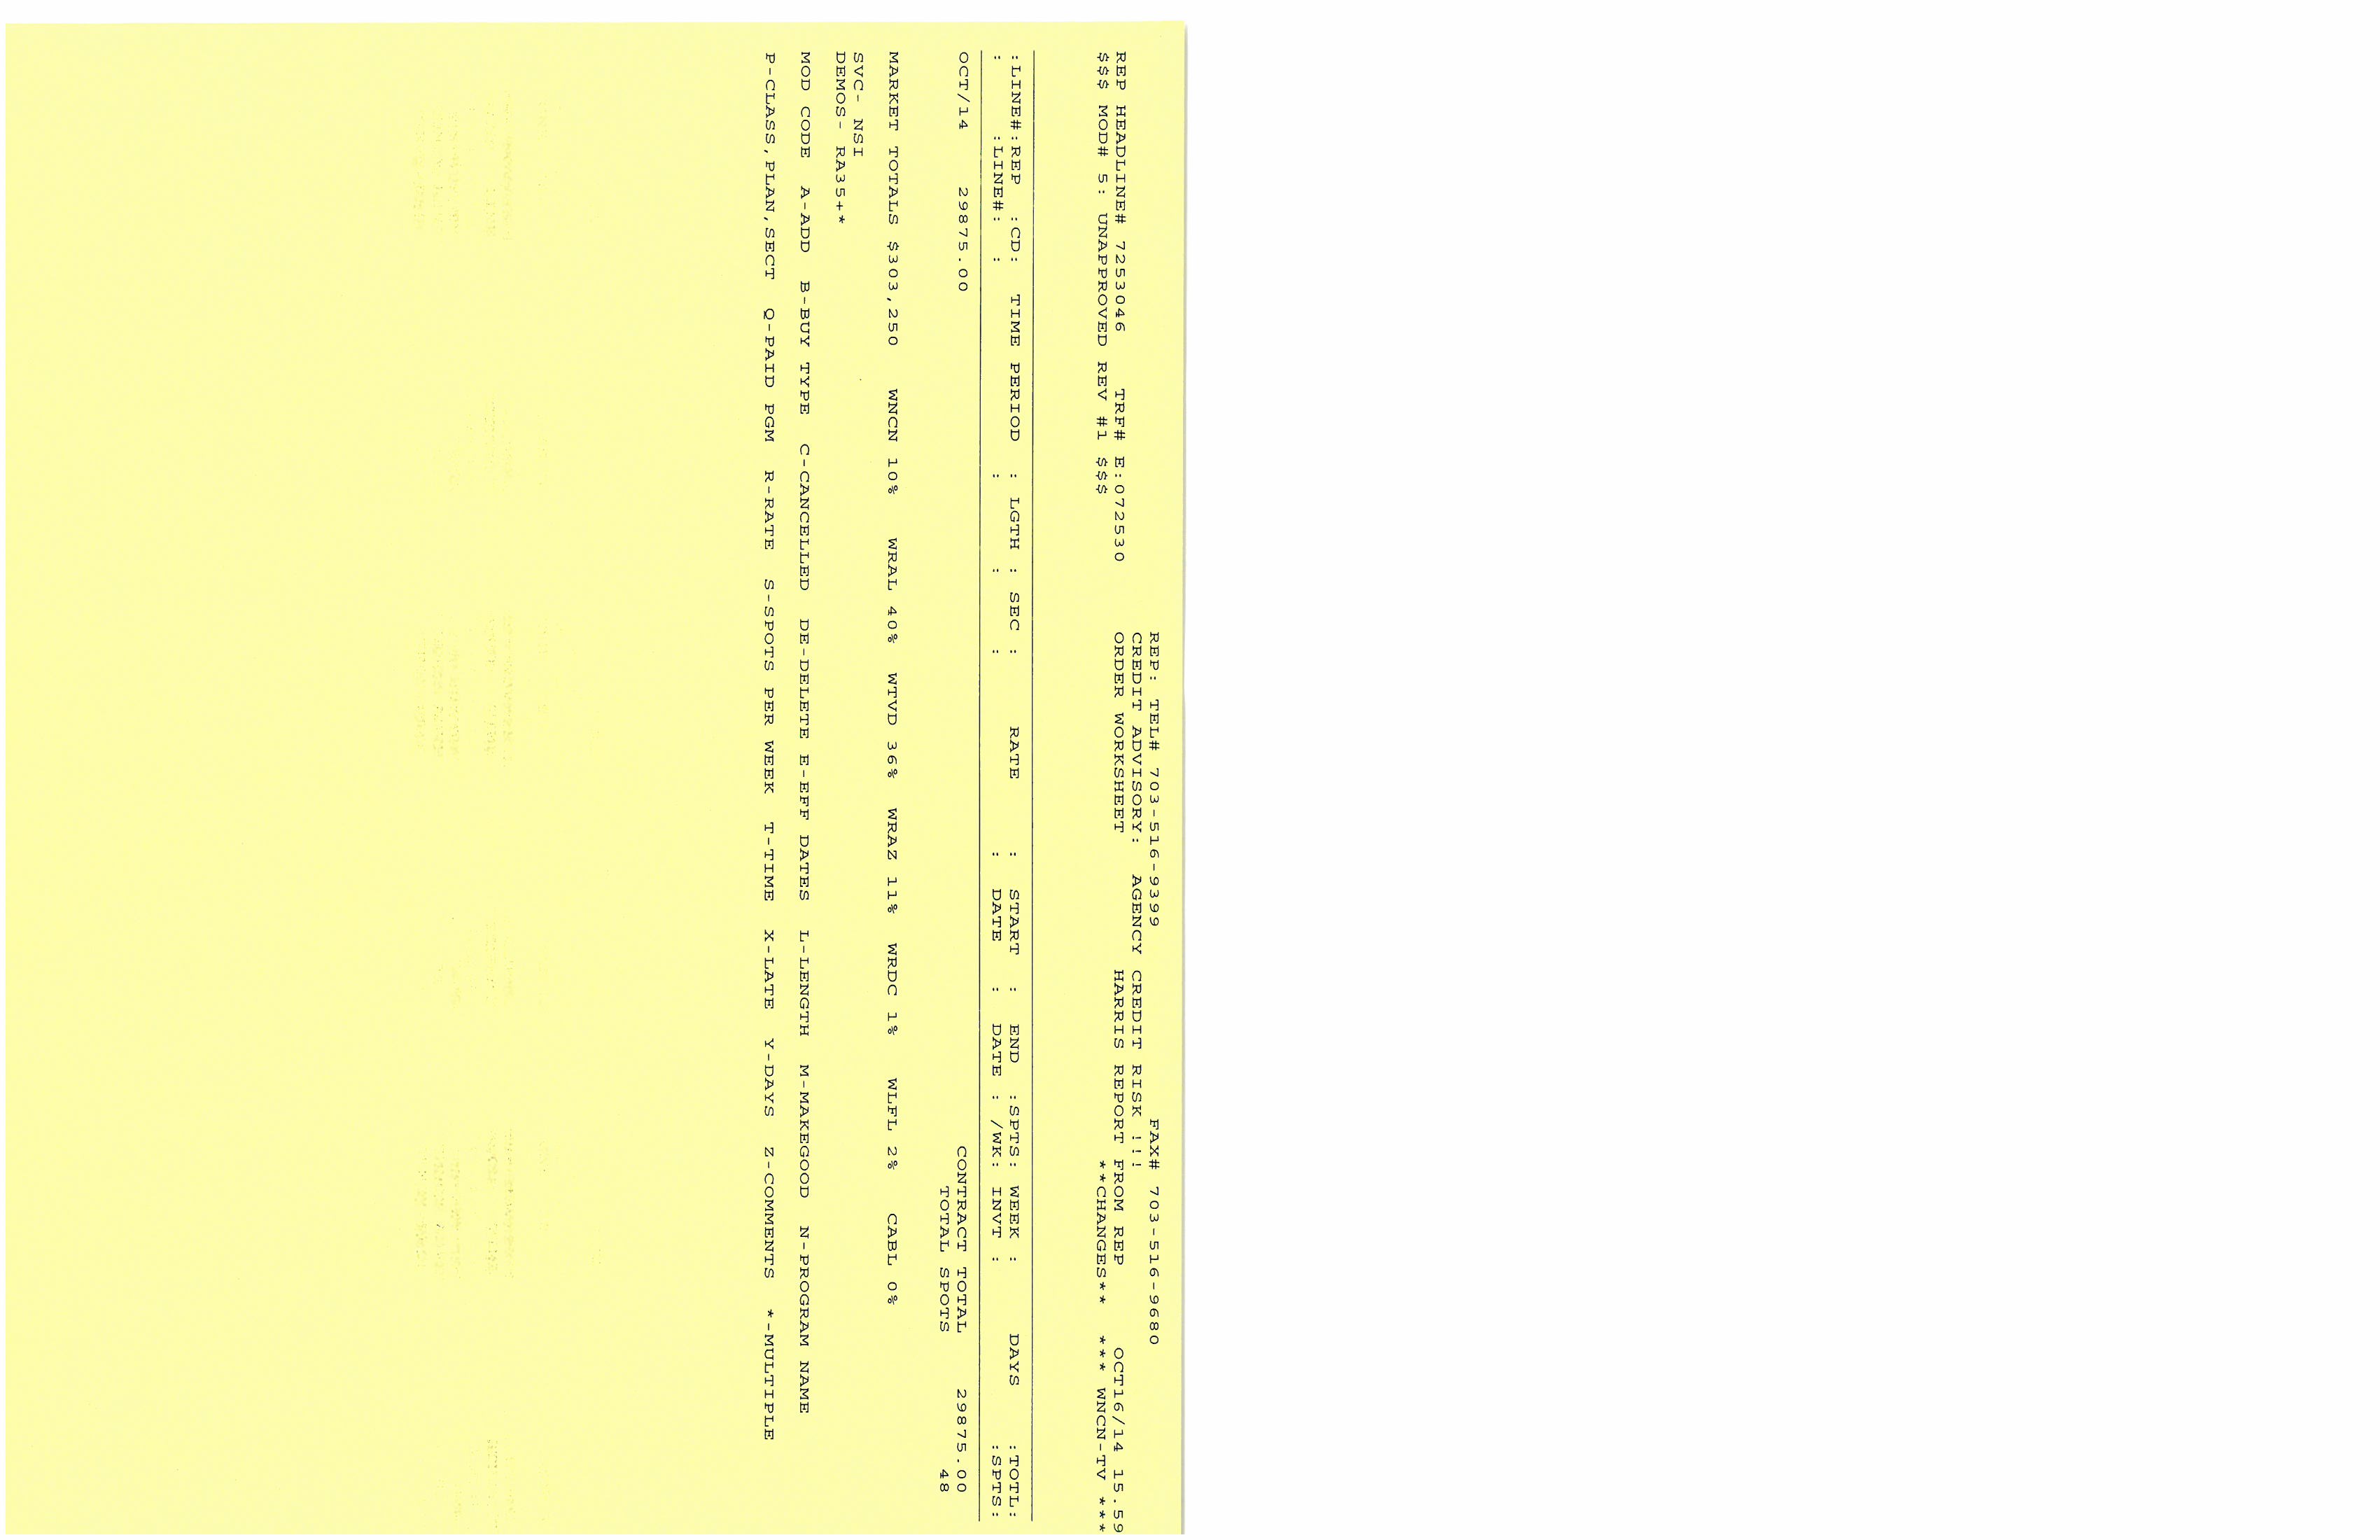 REP: TEL# 703-516-9399 FAX# 703-516-9680
CREDIT ADVISORY: AGENCY CREDIT RISK !!!
REP HEADLINE# 7253046 TRF# E:072530 ORDER WORKSHEET HARRIS REPORT FROM REP OCT16/14 15.59
$$$ MOD# 5: UNAPPROVED REV #1 $$$ **CHANGES** *** WNCN-TV ***
:LINE#:REP :CD: TIME PERIOD : LGTH : SEC : RATE : START : END :SPTS: WEEK : DAYS :TOTL:
: :LINE#: : : : : : DATE : DATE : /WK: INVT : :SPTS:
OCT/14 29875.00 CONTRACT TOTAL 29875.00
TOTAL SPOTS 48
MARKET TOTALS $303,250 WNCN 10% WRAL 40% WTVD 36% WRAZ 11% WRDC 1% WLFL 2% CABL 0%
SVC- NSI
DEMOS- RA35+*
MOD CODE A-ADD B-BUY TYPE C-CANCELLED DE-DELETE E-EFF DATES L-LENGTH M-MAKEGOOD N-PROGRAM NAME
P-CLASS,PLAN,SECT Q-PAID PGM R-RATE S-SPOTS PER WEEK T-TIME X-LATE Y-DAYS Z-COMMENTS *-MULTIPLE